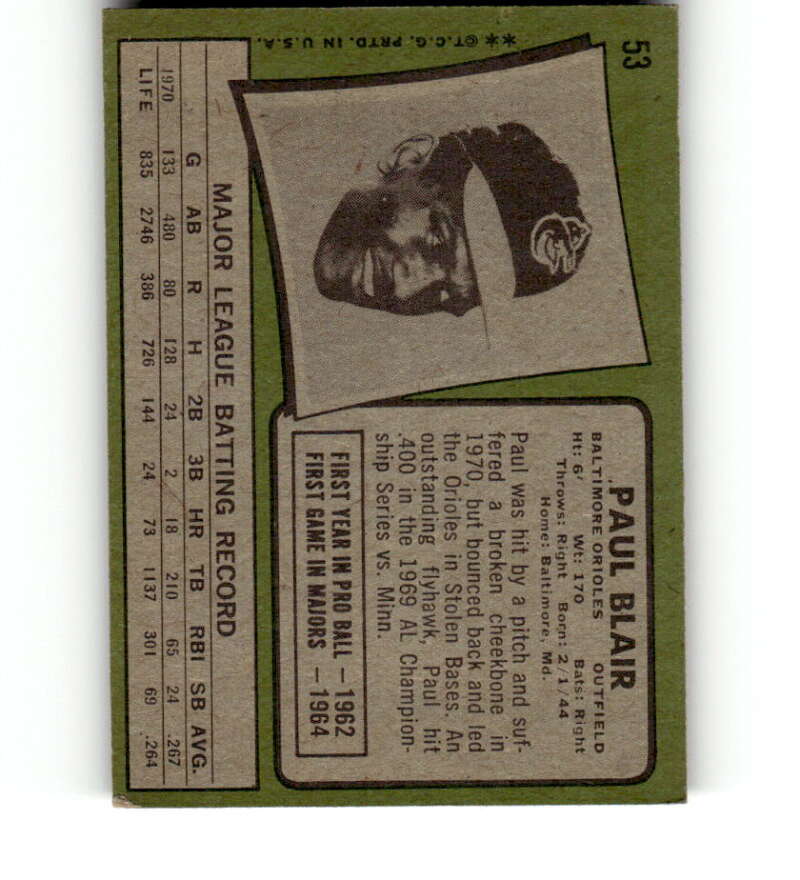 53
** ©T.C.G. PRTD. IN U.S.A.
PAUL BLAIR
BALTIMORE ORIOLES OUTFIELD
Ht: 6' Wt: 170 Bats: Right
Throws: Right Born: 2/1/44
Home: Baltimore, Md.
Paul was hit by a pitch and suf-
fered a broken cheekbone in
1970, but bounced back and led
the Orioles in Stolen Bases. An
outstanding flyhawk, Paul hit
.400 in the 1969 AL Champion-
ship Series vs. Minn.
FIRST YEAR IN PRO BALL — 1962
FIRST GAME IN MAJORS — 1964
MAJOR LEAGUE BATTING RECORD
G AB R H 2B 3B HR TB RBI SB AVG.
1970 133 480 80 128 24 2 18 210 65 24 .267
LIFE 835 2746 386 726 144 24 73 1137 301 69 .264